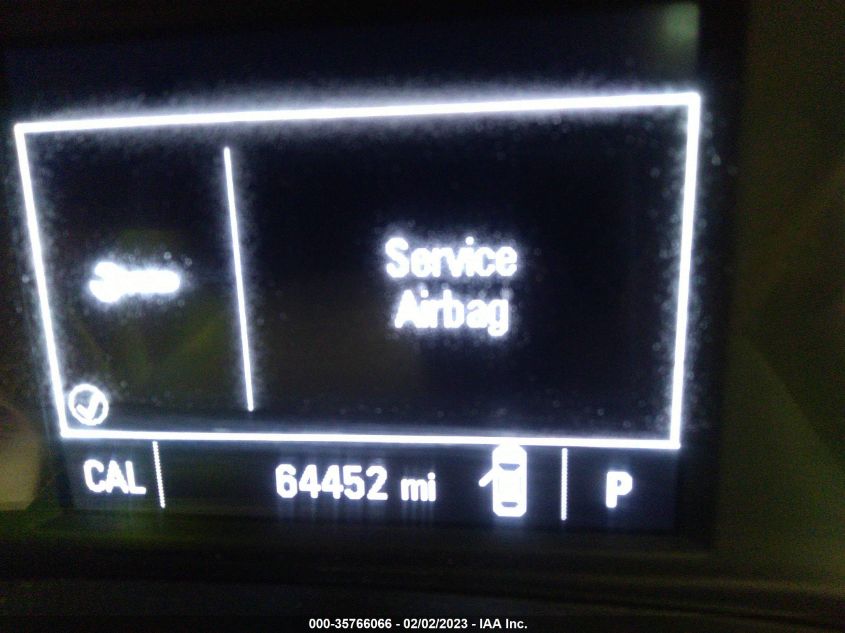 Service
Airbag
CAL 64452 mi P
000-35766066 - 02/02/2023 - IAA Inc.